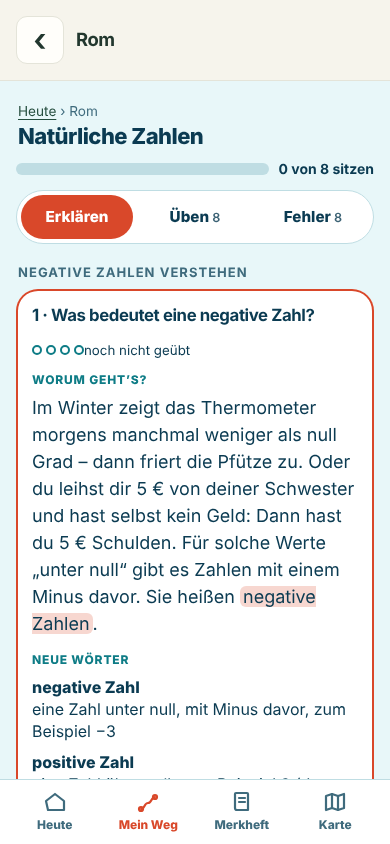 Rom
Heute › Rom
Natürliche Zahlen
0 von 8 sitzen
Erklären
Üben 8
Fehler 8
NEGATIVE ZAHLEN VERSTEHEN
1 · Was bedeutet eine negative Zahl?
noch nicht geübt
WORUM GEHT'S?
Im Winter zeigt das Thermometer
morgens manchmal weniger als null
Grad – dann friert die Pfütze zu. Oder
du leihst dir 5 € von deiner Schwester
und hast selbst kein Geld: Dann hast
du 5 € Schulden. Für solche Werte
„unter null“ gibt es Zahlen mit einem
Minus davor. Sie heißen negative
Zahlen.
NEUE WÖRTER
negative Zahl
eine Zahl unter null, mit Minus davor, zum
Beispiel −3
positive Zahl
Heute
Mein Weg
Merkheft
Karte